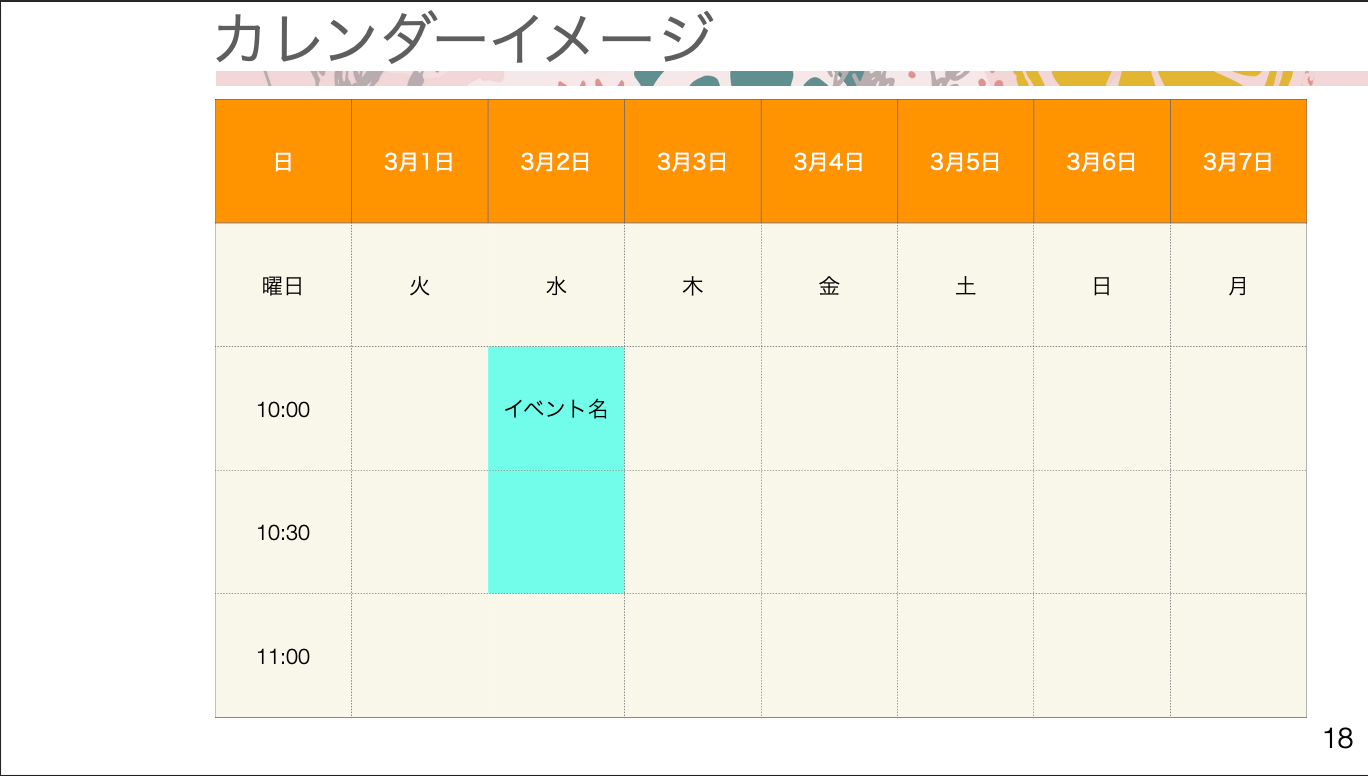 カレンダーイメージ
日 3月1日 3月2日 3月3日 3月4日 3月5日 3月6日 3月7日
曜日 火 水 木 金 土 日 月
10:00 イベント名
10:30
11:00
18